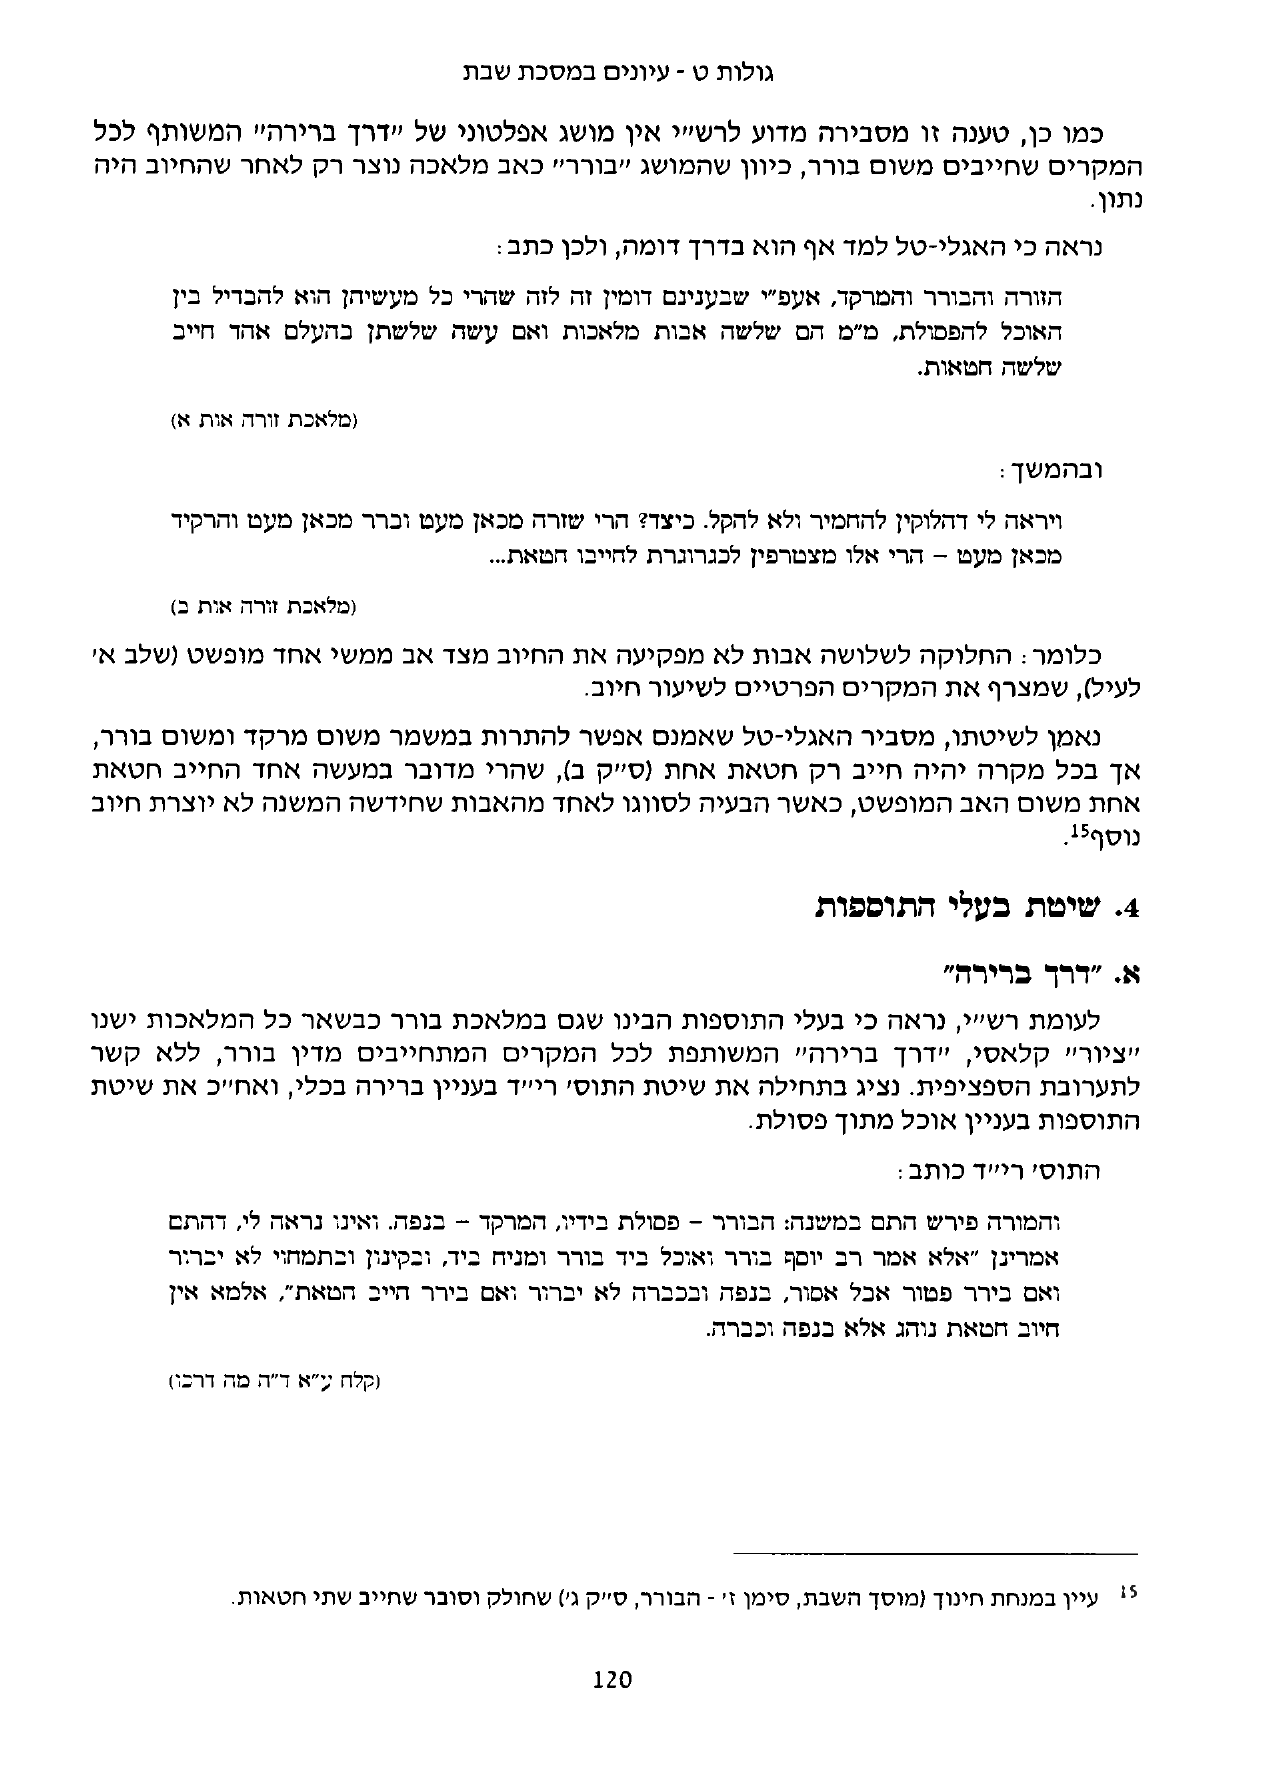 גולות ט - עיונים במסכת שבת
כמו כן, טענה זו מסבירה מדוע לרש״י אין מושג אפלטוני של ״דרך ברירה״ המשותף לכל
המקרים שחייבים משום בורר, כיוון שהמושג ״בורר״ כאב מלאכה נוצר רק לאחר שהחיוב היה
נתון.
נראה כי האגלי-טל למד אף הוא בדרך דומה, ולכן כתב:
הזורה והבורר והמרקד, אעפ״י שבענינם דומין זה לזה שהרי כל מעשיהן הוא להבדיל בין
האוכל להפסולת, מ״מ הם שלשה אבות מלאכות ואם עשה שלשתן בהעלם אחד חייב
שלשה חטאות.
(מלאכת זורה אות א)
ובהמשך:
ויראה לי דהלוקין להחמיר ולא להקל. כיצד? הרי שזרה מכאן מעט וברר מכאן מעט והרקיד
מכאן מעט – הרי אלו מצטרפין לכגרוגרת לחייבו חטאת...
(מלאכת זורה אות ב)
כלומר: החלוקה לשלושה אבות לא מפקיעה את החיוב מצד אב ממשי אחד מופשט (שלב א׳
לעיל), שמצרף את המקרים הפרטיים לשיעור חיוב.
נאמן לשיטתו, מסביר האגלי-טל שאמנם אפשר להתרות במשמר משום מרקד ומשום בורר,
אך בכל מקרה יהיה חייב רק חטאת אחת (ס״ק ב), שהרי מדובר במעשה אחד החייב חטאת
אחת משום האב המופשט, כאשר הבעיה לסווגו לאחד מהאבות שחידשה המשנה לא יוצרת חיוב
נוסף15.
4. שיטת בעלי התוספות
א. ״דרך ברירה״
לעומת רש״י, נראה כי בעלי התוספות הבינו שגם במלאכת בורר כבשאר כל המלאכות ישנו
״ציור״ קלאסי, ״דרך ברירה״ המשותפת לכל המקרים המתחייבים מדין בורר, ללא קשר
לתערובת הספציפית. נציג בתחילה את שיטת התוס׳ רי״ד בעניין ברירה בכלי, ואח״כ את שיטת
התוספות בעניין אוכל מתוך פסולת.
התוס׳ רי״ד כותב:
והמורה פירש התם במשנה: הבורר – פסולת בידיו, המרקד – בנפה. ואינו נראה לי, דהתם
אמרינן ״אלא אמר רב יוסף בורר ואוכל ביד בורר ומניח ביד, ובקינון ובתמחוי לא יברור
ואם בירר פטור אבל אסור, בנפה ובכברה לא יברור ואם בירר חייב חטאת״, אלמא אין
חיוב חטאת נוהג אלא בנפה וכברה.
(קלח ע״א ד״ה מה דרכו)
15 עיין במנחת חינוך (מוסך השבת, סימן ז׳ - הבורר, ס״ק ג׳) שחולק וסובר שחייב שתי חטאות.
120